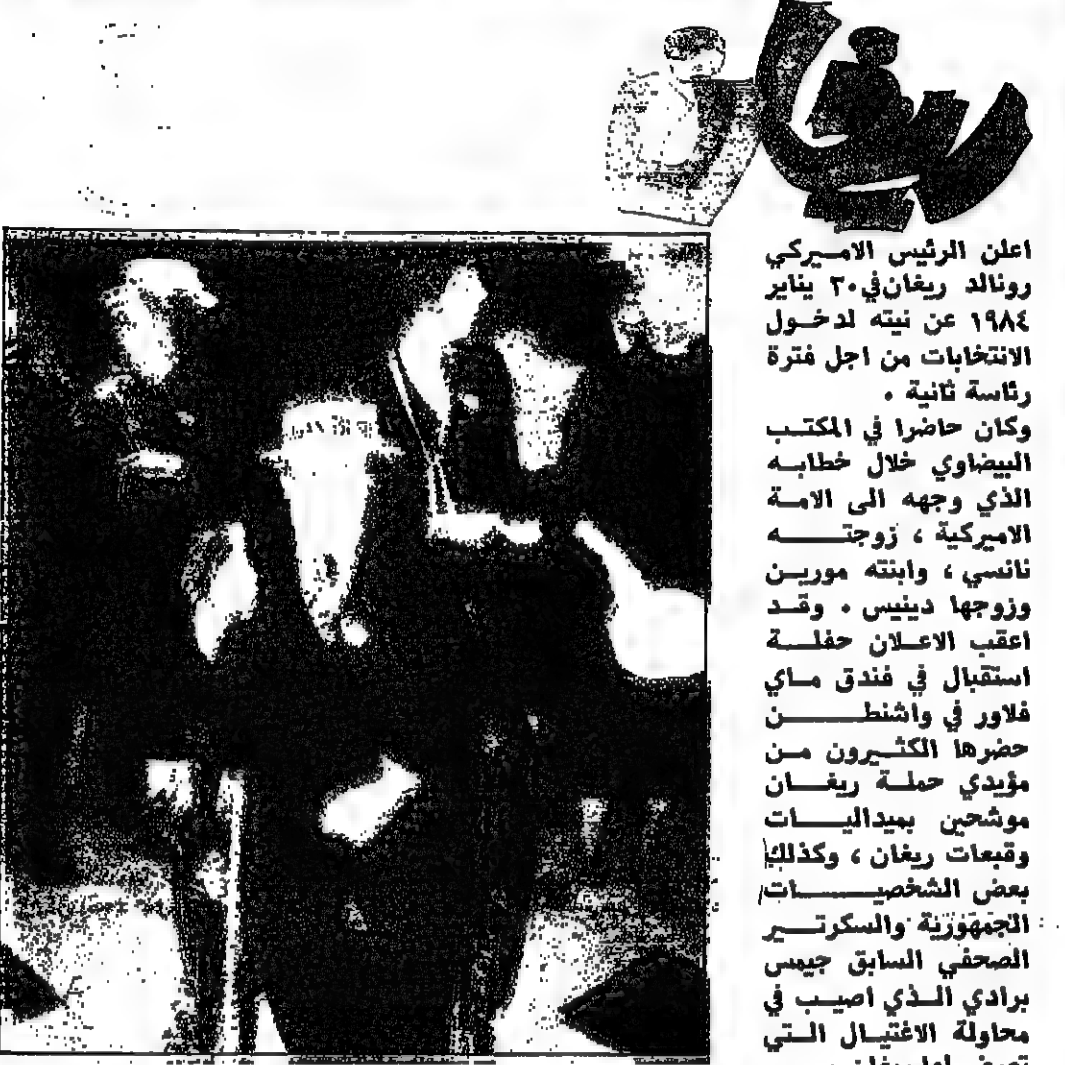 ريغان
اعلن الرئيس الاميركي
رونالد ريغان في ٣٠ يناير
١٩٨٤ عن نيته لدخول
الانتخابات من اجل فترة
رئاسة ثانية .
وكان حاضرا في المكتب
البيضاوي خلال خطابه
الذي وجهه الى الامة
الاميركية ، زوجته
نانسي ، وابنته مورين
وزوجها دينيس . وقد
اعقب الاعلان حفلة
استقبال في فندق ماي
فلاور في واشنطن
حضرها الكثيرون من
مؤيدي حملة ريغان
موشحين بميداليات
وقبعات ريغان ، وكذلك
بعض الشخصيات
الجمهورية والسكرتير
الصحفي السابق جيمس
برادي الذي اصيب في
محاولة الاغتيال التي